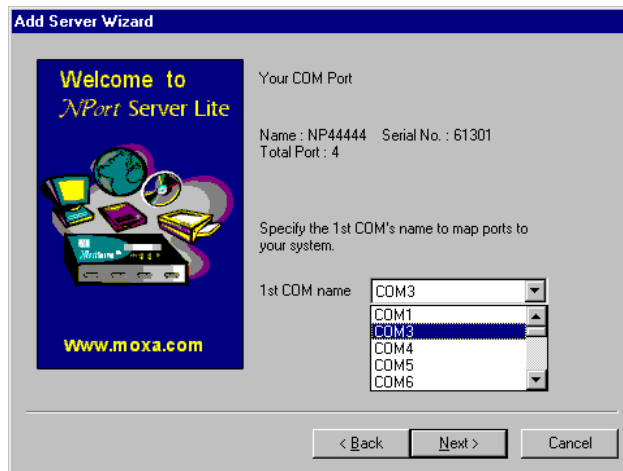 Add Server Wizard
Welcome to
NPort Server Lite
Www.moxa.com
Your COM Port
Name : NP44444 Serial No. : 61301
Total Port : 4
Specify the 1st COM's name to map ports to
your system.
1st COM name COM3
COM1
COM3
COM4
COM5
COM6
< Back Next > Cancel